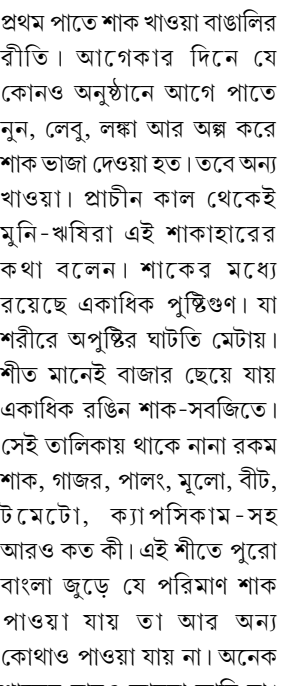 প্রথম পাতে শাক খাওয়া বাঙালির
রীতি। আগেকার দিনে যে
কোনও অনুষ্ঠানে আগে পাতে
নুন, লেবু, লঙ্কা আর অল্প করে
শাক ভাজা দেওয়া হত। তবে অন্য
খাওয়া। প্রাচীন কাল থেকেই
মুনি-ঋষিরা এই শাকাহারের
কথা বলেন। শাকের মধ্যে
রয়েছে একাধিক পুষ্টিগুণ। যা
শরীরে অপুষ্টির ঘাটতি মেটায়।
শীত মানেই বাজার ছেয়ে যায়
একাধিক রঙিন শাক-সবজিতে।
সেই তালিকায় থাকে নানা রকম
শাক, গাজর, পালং, মূলো, বীট,
টমেটো, ক্যাপসিকাম-সহ
আরও কত কী। এই শীতে পুরো
বাংলা জুড়ে যে পরিমাণ শাক
পাওয়া যায় তা আর অন্য
কোথাও পাওয়া যায় না। অনেক